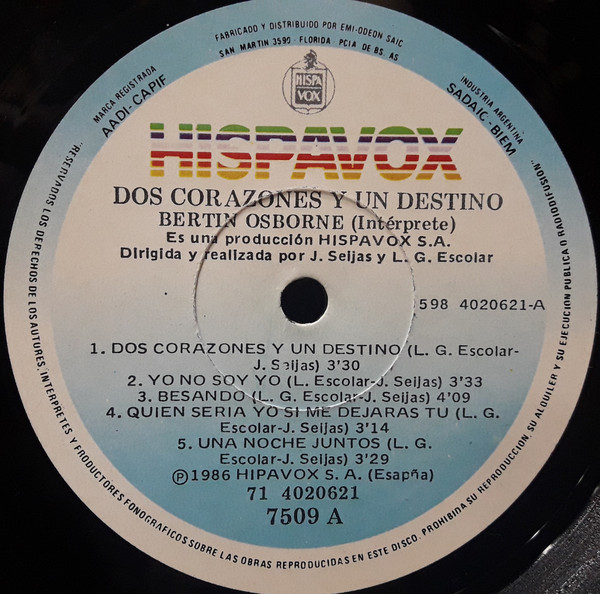 FABRICADO Y DISTRIBUIDO POR EMI-ODEON SAIC
SAN MARTIN 3590 - FLORIDA - PCIA DE BS. AS
MARCA REGISTRADA
AADI-CAPIF
INDUSTRIA ARGENTINA
SADAIC - BIEM
HISPA
VOX
HISPAVOX
DOS CORAZONES Y UN DESTINO
BERTIN OSBORNE (Intérprete)
Es una producción HISPAVOX S.A.
Dirigida y realizada por J. Seijas y L. G. Escolar
598 4020621-A
1. DOS CORAZONES Y UN DESTINO (L. G. Escolar-
J. Seijas) 3'30
2. YO NO SOY YO (L. Escolar-J. Seijas) 3'33
3. BESANDO (L. G. Escolar-J. Seijas) 4'09
4. QUIEN SERIA YO SI ME DEJARAS TU (L. G.
Escolar-J. Seijas) 3'14
5. UNA NOCHE JUNTOS (L. G.
Escolar-J. Seijas) 3'29
Ⓟ 1986 HIPAVOX S. A. (Esapña)
71 4020621
7509 A
"RESERVADOS LOS DERECHOS DE LOS AUTORES, INTERPRETES Y PRODUCTORES FONOGRAFICOS SOBRE LAS OBRAS REPRODUCIDAS EN ESTE DISCO. PROHIBIDA SU REPRODUCCION, SU ALQUILER Y SU EJECUCION PUBLICA O RADIODIFUSION"